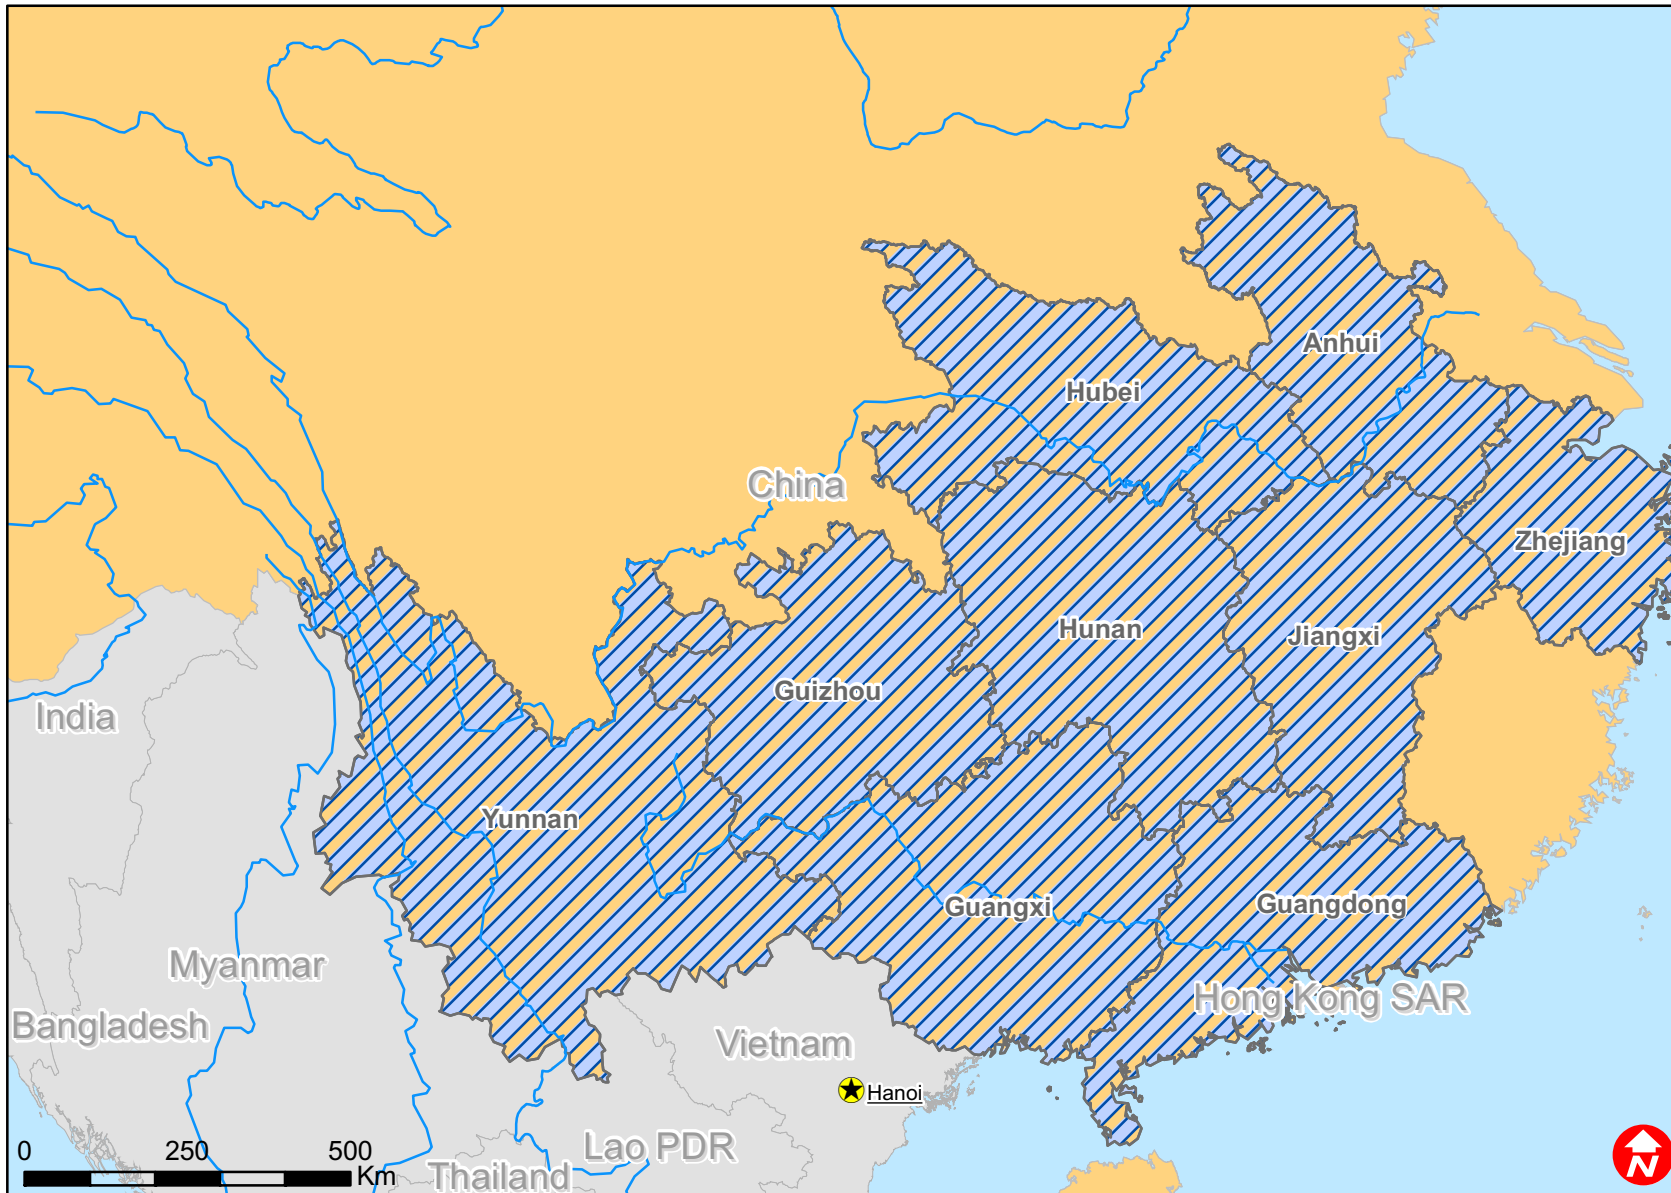 Anhui
Hubei
China
Zhejiang
Hunan
Jiangxi
Guizhou
India
Yunnan
Guangxi
Guangdong
Myanmar
Hong Kong SAR
Bangladesh
Vietnam
Hanoi
Lao PDR
Thailand
0 250 500
Km
N